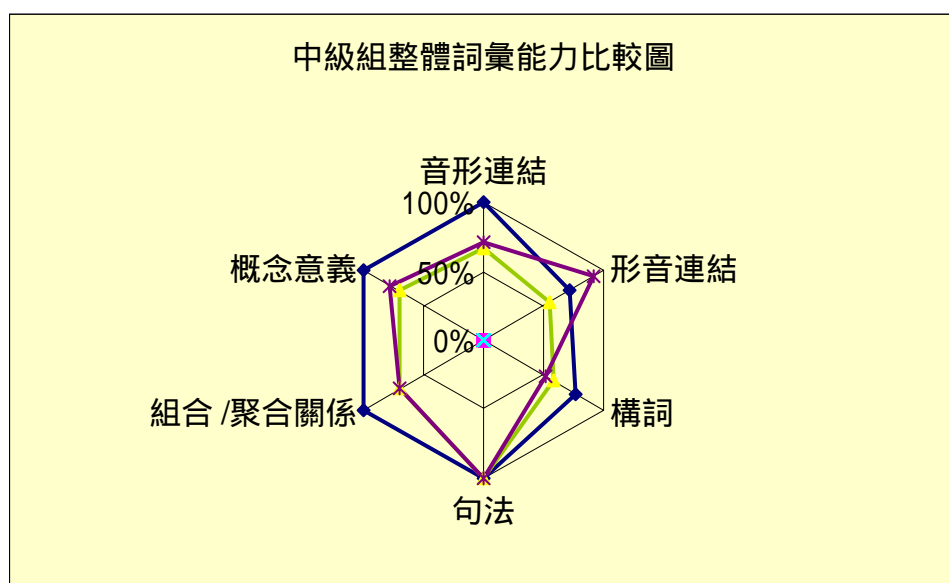 中級組整體詞彙能力比較圖
音形連結
100%
概念意義
形音連結
50%
0%
組合 /聚合關係
構詞
句法